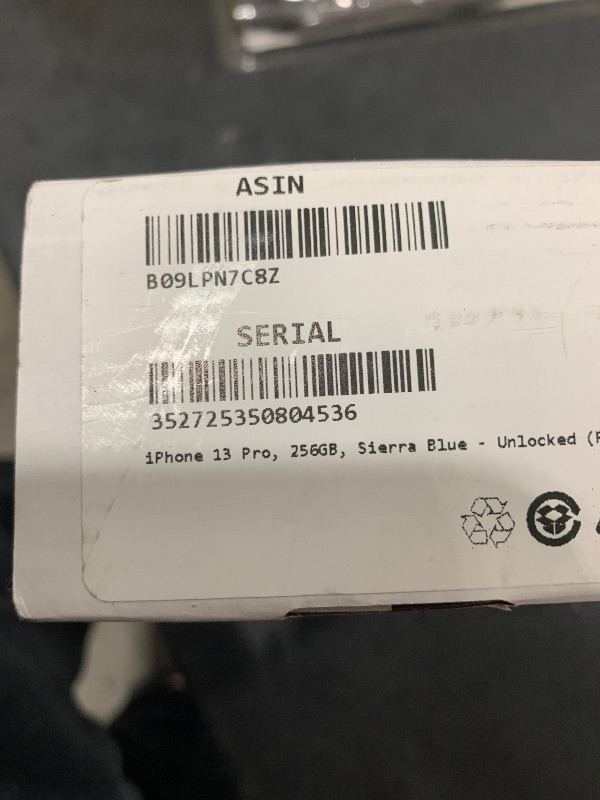 ASIN
B09LPN7C8Z
SERIAL
352725350804536
iPhone 13 Pro, 256GB, Sierra Blue - Unlocked (